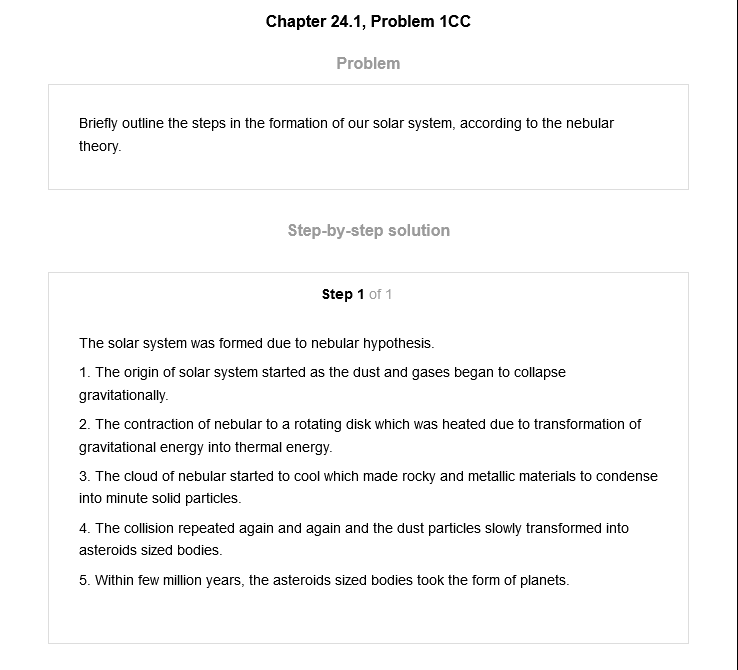 Chapter 24.1, Problem 1CC
Problem
Briefly outline the steps in the formation of our solar system, according to the nebular
theory.
Step-by-step solution
Step 1 of 1
The solar system was formed due to nebular hypothesis.
1. The origin of solar system started as the dust and gases began to collapse
gravitationally.
2. The contraction of nebular to a rotating disk which was heated due to transformation of
gravitational energy into thermal energy.
3. The cloud of nebular started to cool which made rocky and metallic materials to condense
into minute solid particles.
4. The collision repeated again and again and the dust particles slowly transformed into
asteroids sized bodies.
5. Within few million years, the asteroids sized bodies took the form of planets.